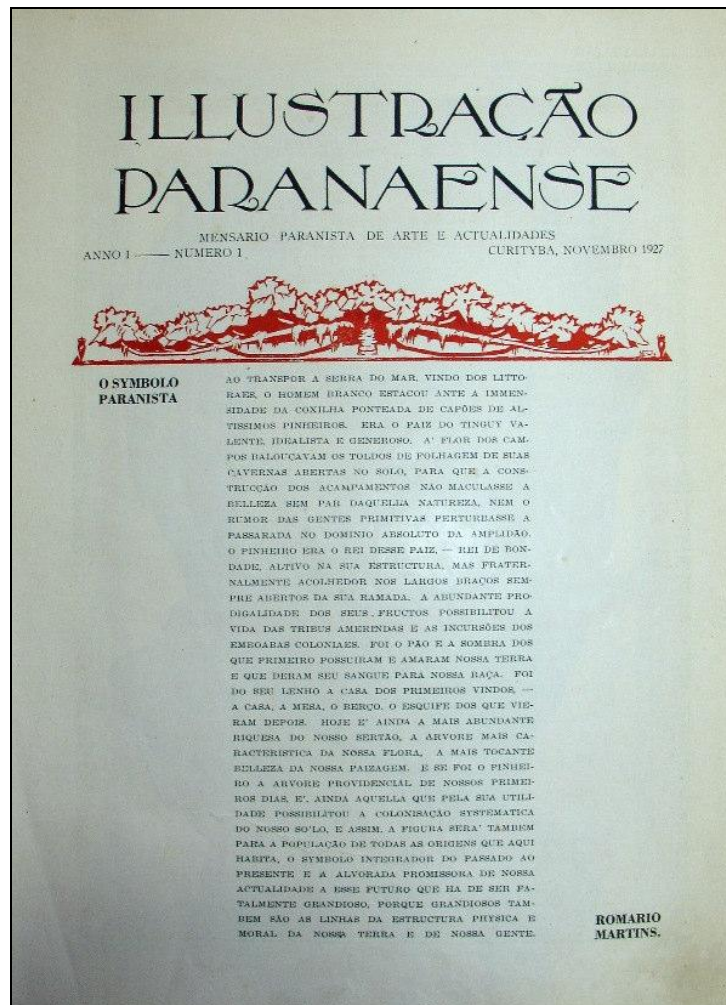 ILLUSTRAÇÃO
PARANAENSE
MENSARIO PARANISTA DE ARTE E ACTUALIDADES
ANNO I —— NUMERO 1
CURITYBA, NOVEMBRO 1927
O SYMBOLO
PARANISTA
AO TRANSPOR A SERRA DO MAR, VINDO DOS LITTO-
RAES, O HOMEM BRANCO ESTACOU ANTE A IMMEN-
SIDADE DA COXILHA PONTEADA DE CAPÕES DE AL-
TISSIMOS PINHEIROS. ERA O PAIZ DO TINGUY VA-
LENTE, IDEALISTA E GENEROSO. A' FLOR DOS CAM-
POS BALOUÇAVAM OS TOLDOS DE FOLHAGEM DE SUAS
CAVERNAS ABERTAS NO SOLO, PARA QUE A CONS-
TRUCÇÃO DOS ACAMPAMENTOS NÃO MACULASSE A
BELLEZA SEM PAR DAQUELLA NATUREZA, NEM O
RUMOR DAS GENTES PRIMITIVAS PERTURBASSE A
PASSARADA NO DOMINIO ABSOLUTO DA AMPLIDÃO.
O PINHEIRO ERA O REI DESSE PAIZ, — REI DE BON-
DADE, ALTIVO NA SUA ESTRUCTURA, MAS FRATER-
NALMENTE ACOLHEDOR NOS LARGOS BRAÇOS SEM-
PRE ABERTOS DA SUA RAMADA. A ABUNDANTE PRO-
DIGALIDADE DOS SEUS FRUCTOS POSSIBILITOU A
VIDA DAS TRIBUS AMERINDAS E AS INCURSÕES DOS
EMBOABAS COLONIAES. FOI O PÃO E A SOMBRA DOS
QUE PRIMEIRO POSSUIRAM E AMARAM NOSSA TERRA
E QUE DERAM SEU SANGUE PARA NOSSA RAÇA. FOI
DO SEU LENHO A CASA DOS PRIMEIROS VINDOS, —
A CASA, A MESA, O BERÇO, O ESQUIFE DOS QUE VIE-
RAM DEPOIS. HOJE E' AINDA A MAIS ABUNDANTE
RIQUESA DO NOSSO SERTÃO, A ARVORE MAIS CA-
RACTERISTICA DA NOSSA FLORA, A MAIS TOCANTE
BELLEZA DA NOSSA PAIZAGEM. E SE FOI O PINHEI-
RO A ARVORE PROVIDENCIAL DE NOSSOS PRIMEI-
ROS DIAS, E', AINDA AQUELLA QUE PELA SUA UTILI-
DADE POSSIBILITOU A COLONISAÇÃO SYSTEMATICA
DO NOSSO SO'LO, E ASSIM, A FIGURA SERA' TAMBEM
PARA A POPULAÇÃO DE TODAS AS ORIGENS QUE AQUI
HABITA, O SYMBOLO INTEGRADOR DO PASSADO AO
PRESENTE E A ALVORADA PROMISSORA DE NOSSA
ACTUALIDADE A ESSE FUTURO QUE HA DE SER FA-
TALMENTE GRANDIOSO, PORQUE GRANDIOSOS TAM-
BEM SÃO AS LINHAS DA ESTRUCTURA PHYSICA E
MORAL DA NOSSA TERRA E DE NOSSA GENTE.
ROMARIO
MARTINS.